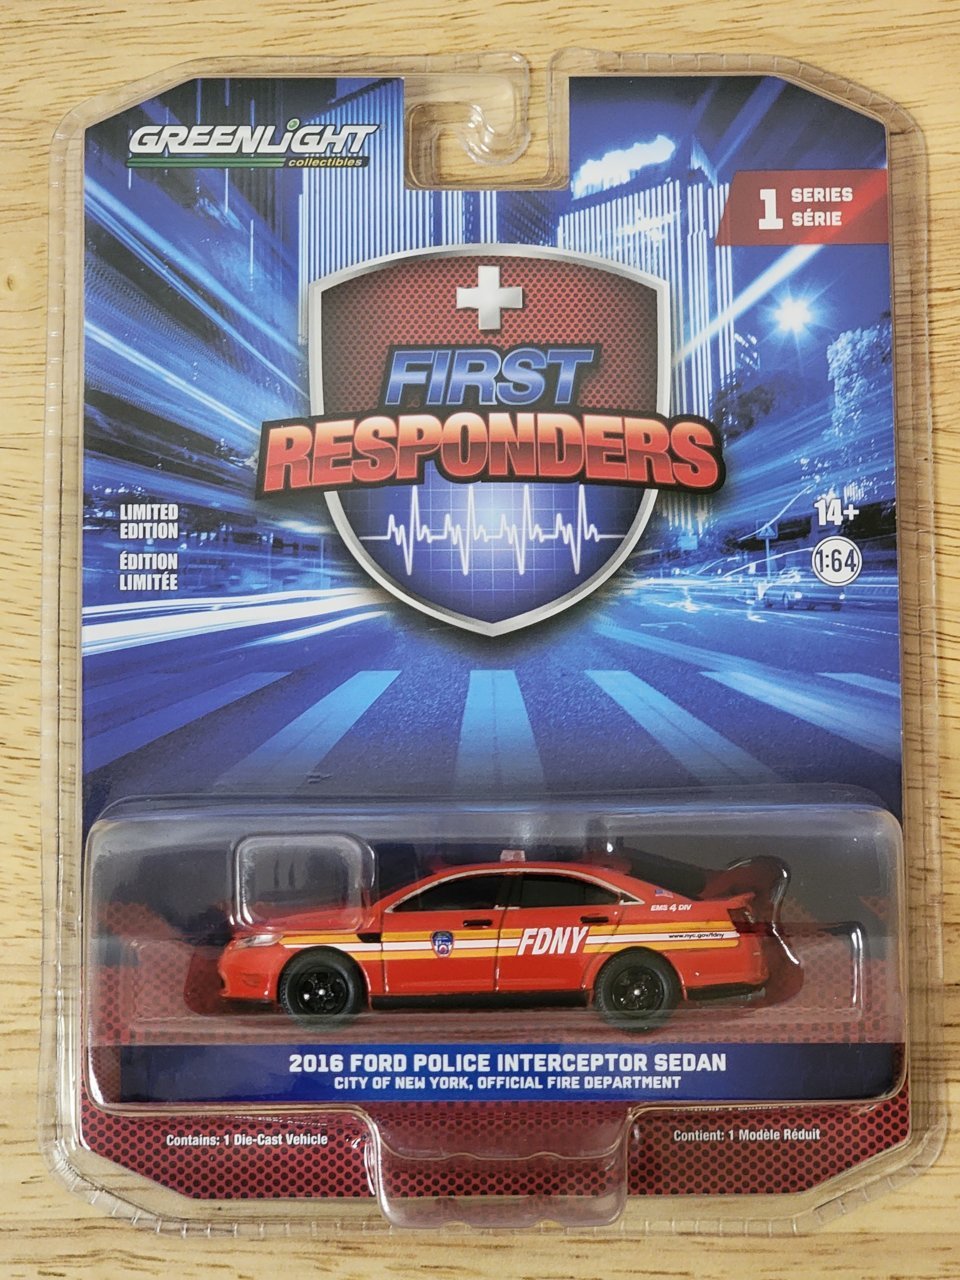 GREENLiGHT
collectibles
1 SERIES
SÉRIE
FIRST
RESPONDERS
LIMITED
EDITION
ÉDITION
LIMITÉE
14+
1:64
EMS 4 DIV
FDNY
www.nyc.gov/fdny
2016 FORD POLICE INTERCEPTOR SEDAN
CITY OF NEW YORK, OFFICIAL FIRE DEPARTMENT
Contains: 1 Die-Cast Vehicle
Contient: 1 Modèle Réduit